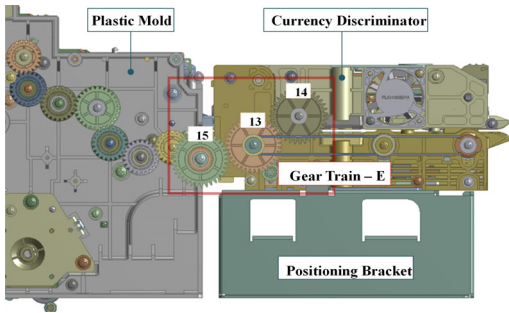 Plastic Mold
Currency Discriminator
14
13
15
Gear Train – E
Positioning Bracket